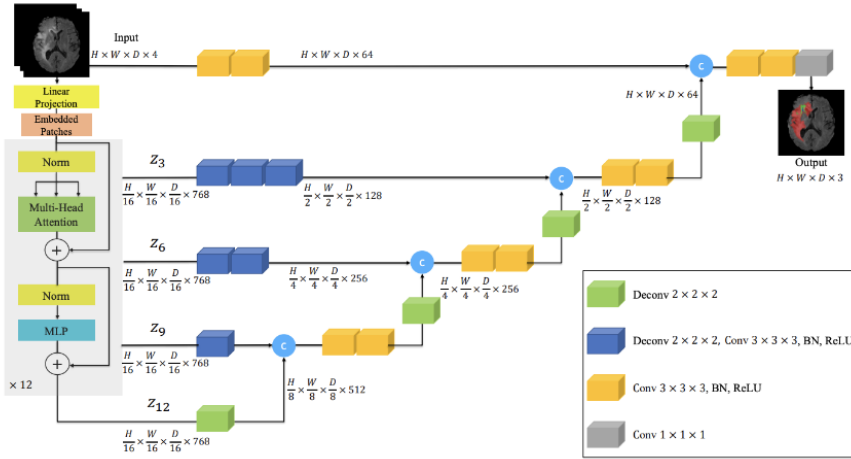 Input
H × W × D × 4
H × W × D × 64
C
H × W × D × 64
Linear
Projection
Embedded
Patches
Output
H × W × D × 3
Norm
Multi-Head
Attention
+
Norm
MLP
+
× 12
Z3
H/16 × W/16 × D/16 × 768
H/2 × W/2 × D/2 × 128
C
H/2 × W/2 × D/2 × 128
Z6
H/16 × W/16 × D/16 × 768
H/4 × W/4 × D/4 × 256
C
H/4 × W/4 × D/4 × 256
Z9
H/16 × W/16 × D/16 × 768
C
H/8 × W/8 × D/8 × 512
Z12
H/16 × W/16 × D/16 × 768
Deconv 2 × 2 × 2
Deconv 2 × 2 × 2, Conv 3 × 3 × 3, BN, ReLU
Conv 3 × 3 × 3, BN, ReLU
Conv 1 × 1 × 1